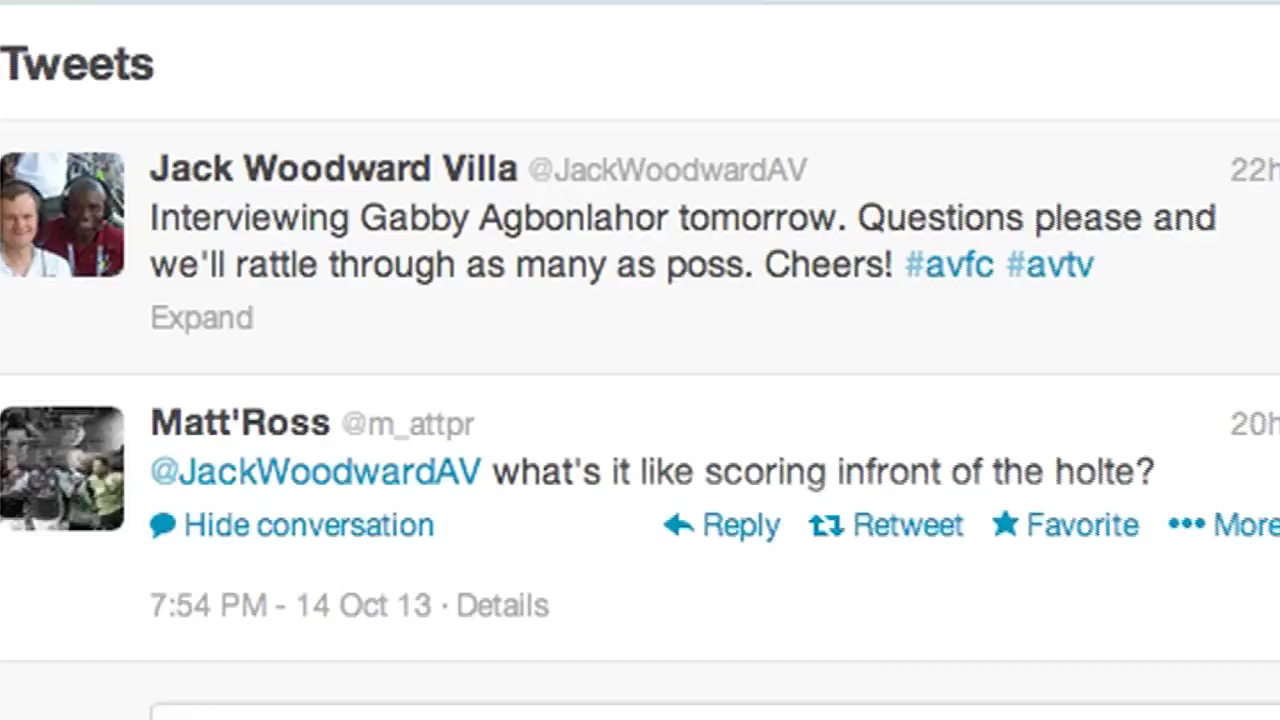 Tweets
Jack Woodward Villa @JackWoodwardAV 22h
Interviewing Gabby Agbonlahor tomorrow. Questions please and
we'll rattle through as many as poss. Cheers! #avfc #avtv
Expand
Matt'Ross @m_attpr 20h
@JackWoodwardAV what's it like scoring infront of the holte?
Hide conversation Reply Retweet Favorite ••• More
7:54 PM - 14 Oct 13 · Details